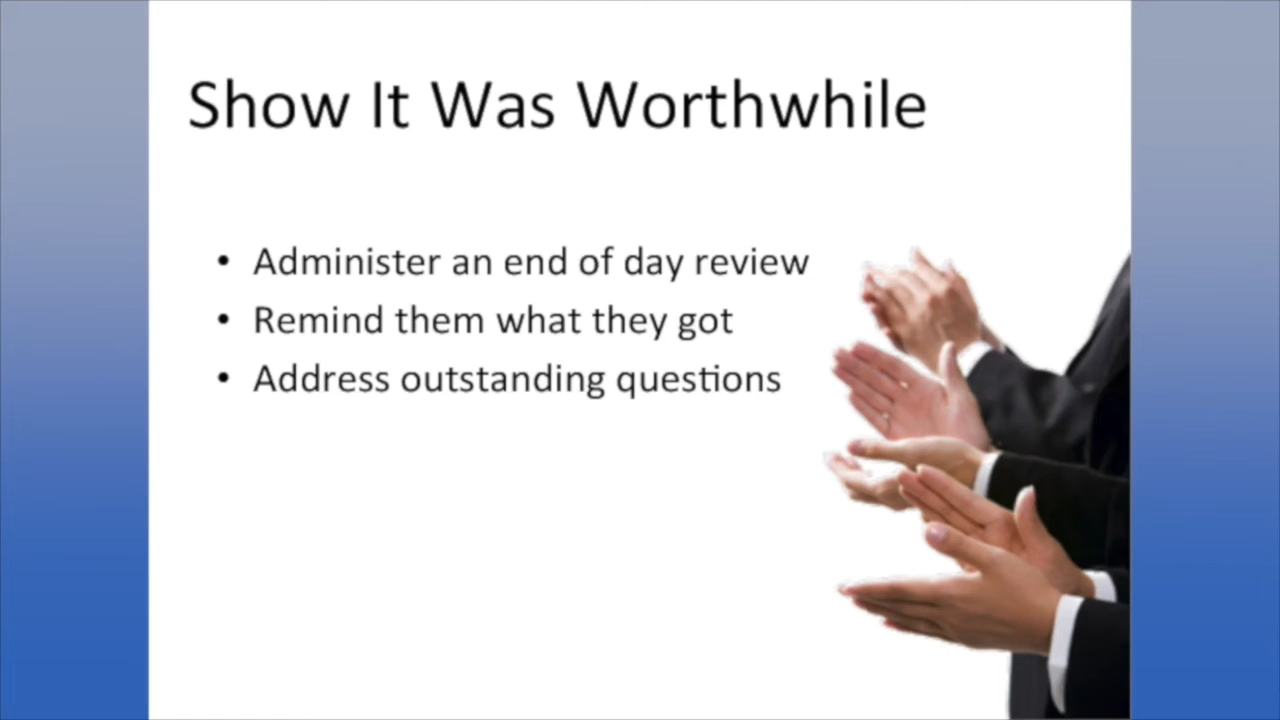 Show It Was Worthwhile
• Administer an end of day review
• Remind them what they got
• Address outstanding questions